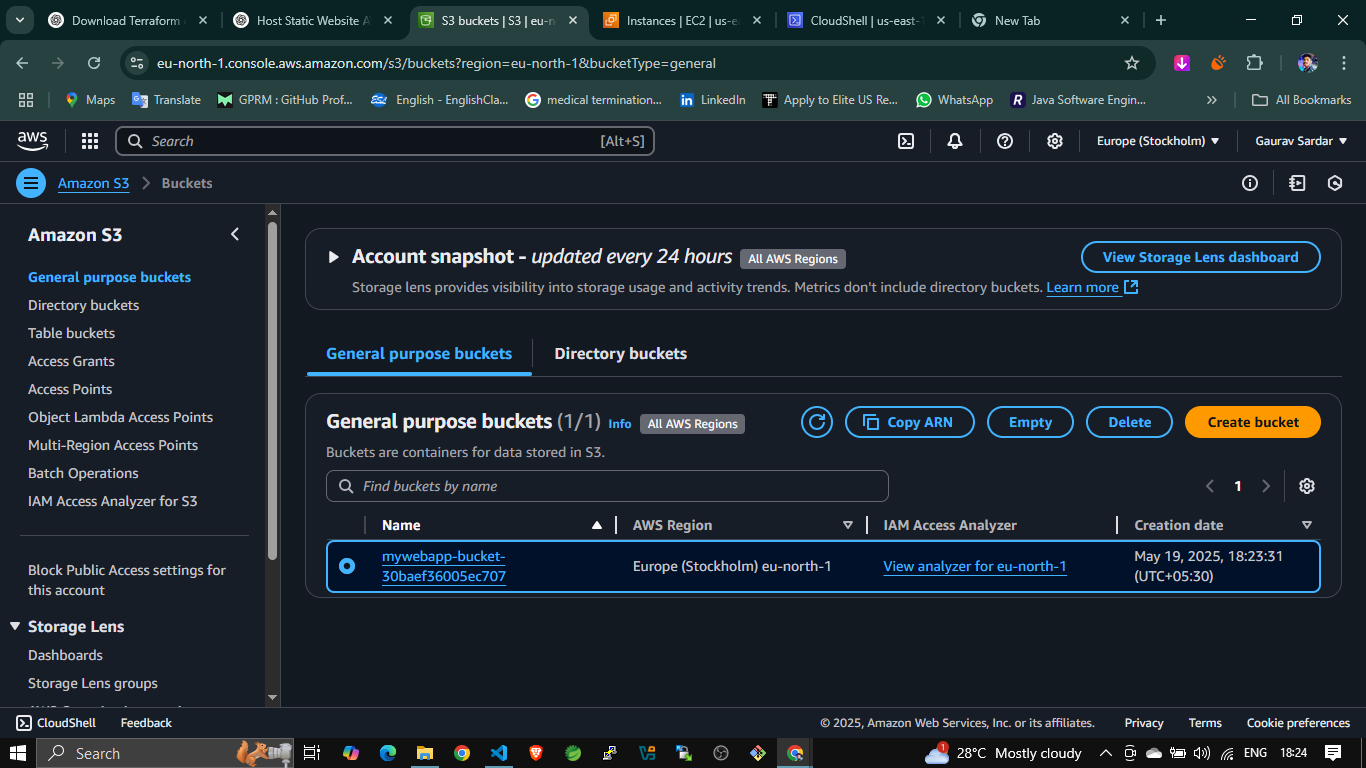 Download Terraform
Host Static Website A
S3 buckets | S3 | eu-n
Instances | EC2 | us-ea
CloudShell | us-east-1
New Tab
eu-north-1.console.aws.amazon.com/s3/buckets?region=eu-north-1&bucketType=general
Maps
Translate
GPRM : GitHub Prof...
English - EnglishCla...
medical termination...
LinkedIn
Apply to Elite US Re...
WhatsApp
Java Software Engin...
All Bookmarks
aws
Search
[Alt+S]
Europe (Stockholm)
Gaurav Sardar
Amazon S3
Buckets
Amazon S3
General purpose buckets
Directory buckets
Table buckets
Access Grants
Access Points
Object Lambda Access Points
Multi-Region Access Points
Batch Operations
IAM Access Analyzer for S3
Block Public Access settings for
this account
Storage Lens
Dashboards
Storage Lens groups
Account snapshot - updated every 24 hours All AWS Regions
View Storage Lens dashboard
Storage lens provides visibility into storage usage and activity trends. Metrics don't include directory buckets. Learn more
General purpose buckets
Directory buckets
General purpose buckets (1/1) Info All AWS Regions
Copy ARN
Empty
Delete
Create bucket
Buckets are containers for data stored in S3.
Find buckets by name
1
Name
AWS Region
IAM Access Analyzer
Creation date
mywebapp-bucket-
30baef36005ec707
Europe (Stockholm) eu-north-1
View analyzer for eu-north-1
May 19, 2025, 18:23:31
(UTC+05:30)
CloudShell
Feedback
© 2025, Amazon Web Services, Inc. or its affiliates.
Privacy
Terms
Cookie preferences
Search
1
28°C Mostly cloudy
ENG
18:24